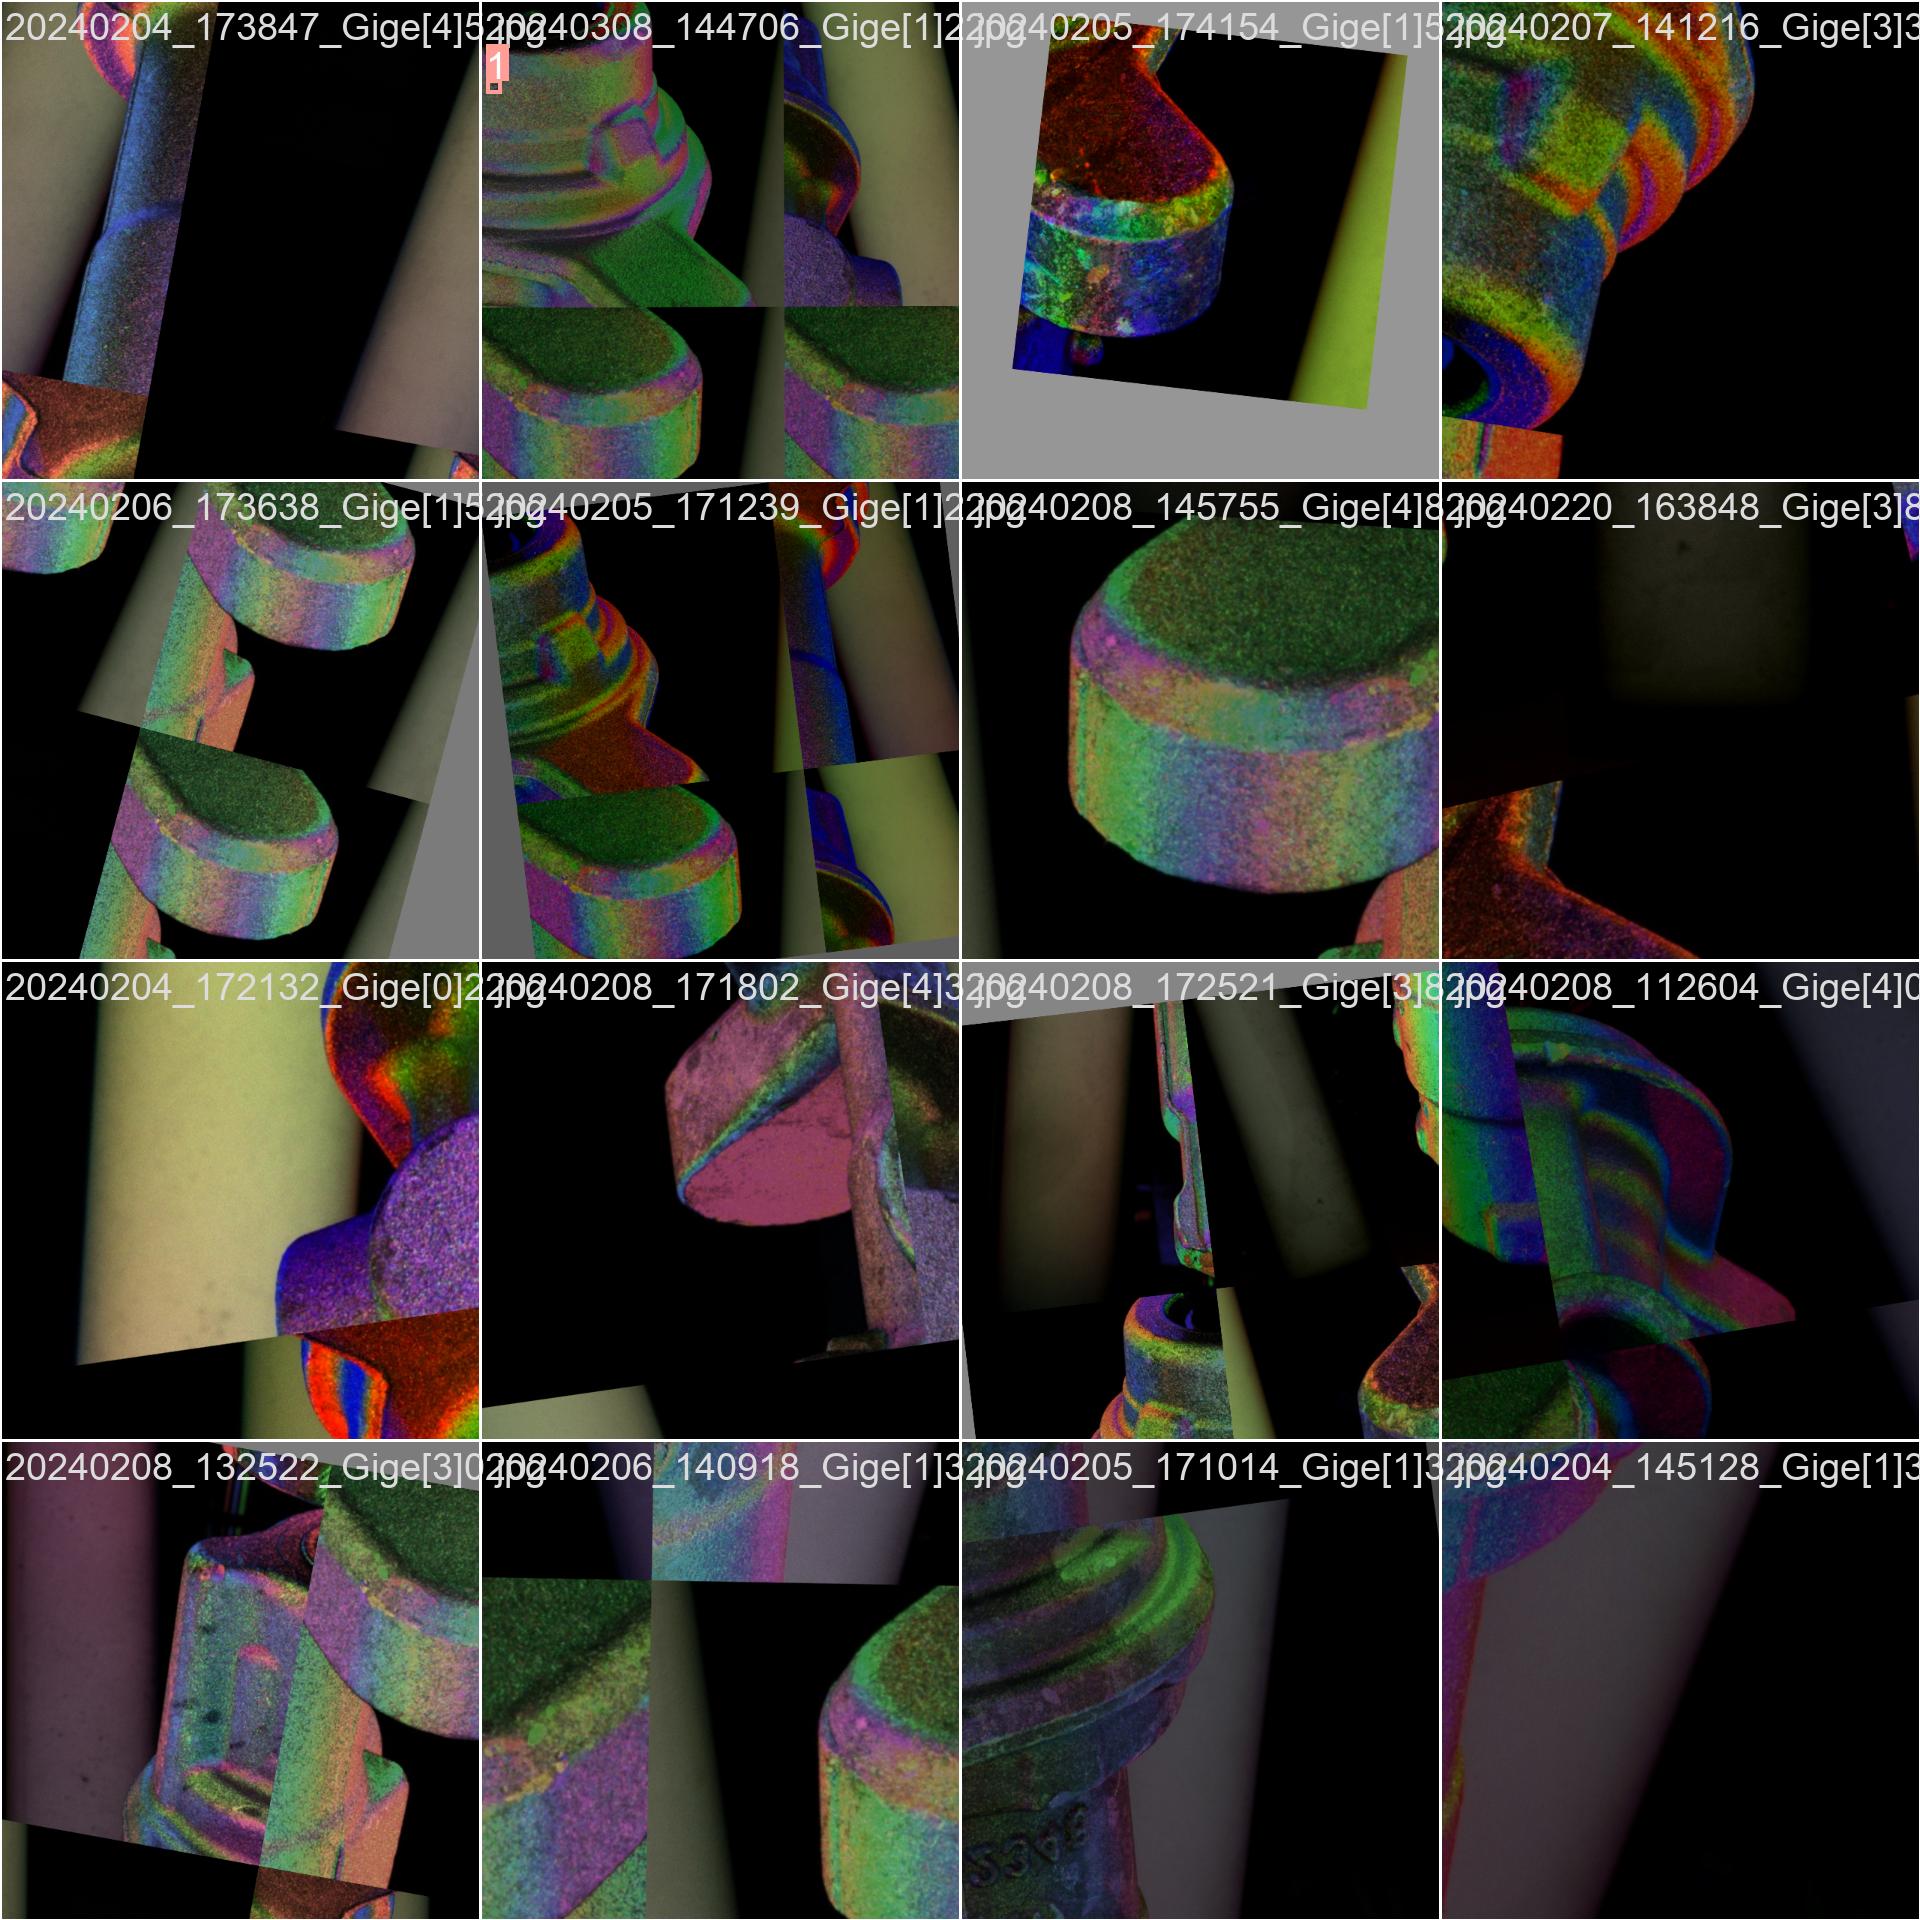 20240204_173847_Gige[4]5
20240308_144706_Gige[1]2
20240205_174154_Gige[1]5
20240207_141216_Gige[3]3
1
20240206_173638_Gige[1]5
20240205_171239_Gige[1]2
20240208_145755_Gige[4]8
20240220_163848_Gige[3]8
20240204_172132_Gige[0]2
20240208_171802_Gige[4]3
20240208_172521_Gige[3]8
20240208_112604_Gige[4]0
20240208_132522_Gige[3]0
20240206_140918_Gige[1]3
20240205_171014_Gige[1]3
20240204_145128_Gige[1]3